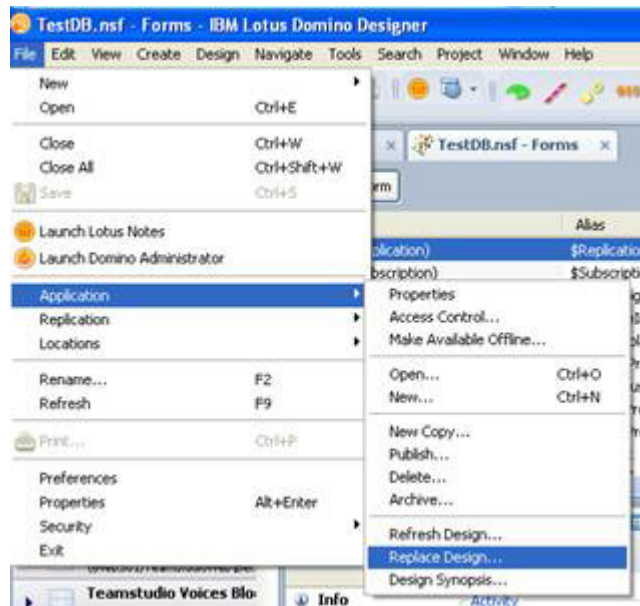 TestDB.nsf - Forms - IBM Lotus Domino Designer
File Edit View Create Design Navigate Tools Search Project Window Help
New
Open Ctrl+E
Close Ctrl+W
Close All Ctrl+Shift+W
Save Ctrl+S
TestDB.nsf - Forms
Launch Lotus Notes
Launch Domino Administrator
Alias
plication) $Replicatio
bscription) $Subscripti
Application
Replication
Locations
Rename... F2
Refresh F9
Print... Ctrl+P
Preferences
Properties Alt+Enter
Security
Exit
Properties
Access Control...
Make Available Offline...
Open... Ctrl+O
New... Ctrl+N
New Copy...
Publish...
Delete...
Archive...
Refresh Design...
Replace Design...
Design Synopsis...
Teamstudio Voices Blo
Info
Activity